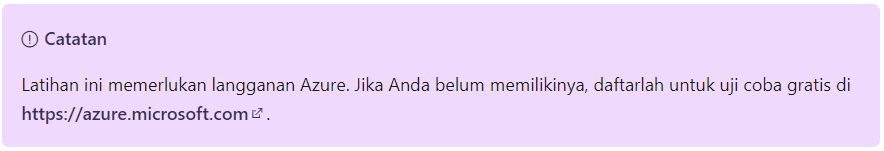 Catatan
Latihan ini memerlukan langganan Azure. Jika Anda belum memilikinya, daftarlah untuk uji coba gratis di
https://azure.microsoft.com .